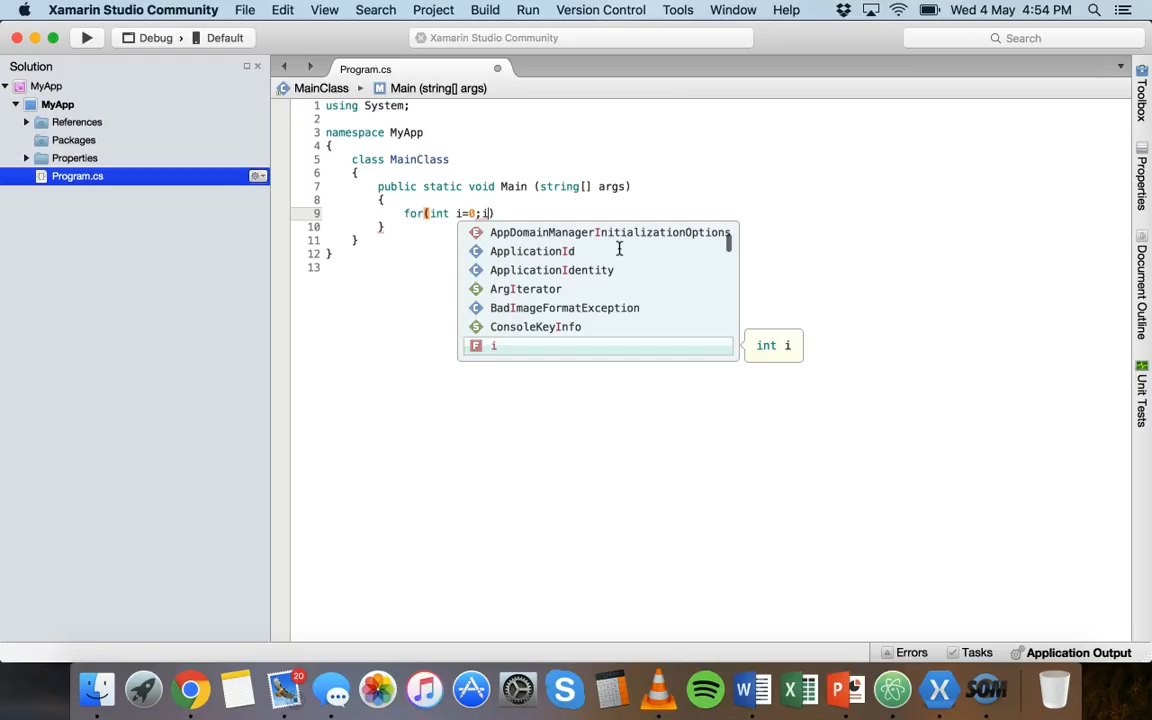 Xamarin Studio Community File Edit View Search Project Build Run Version Control Tools Window Help Wed 4 May 4:54 PM
Debug › Default Xamarin Studio Community Search
Solution
Program.cs
MyApp
MainClass ▸ M Main (string[] args)
MyApp
References
Packages
Properties
Program.cs
1 using System;
2
3 namespace MyApp
4 {
5 class MainClass
6 {
7 public static void Main (string[] args)
8 {
9 for(int i=0;i)
10 }
11 }
12 }
13
E AppDomainManagerInitializationOptions
C ApplicationId
C ApplicationIdentity
S ArgIterator
C BadImageFormatException
S ConsoleKeyInfo
F i
int i
Toolbox
Properties
Document Outline
Unit Tests
Errors Tasks Application Output
20
SOM